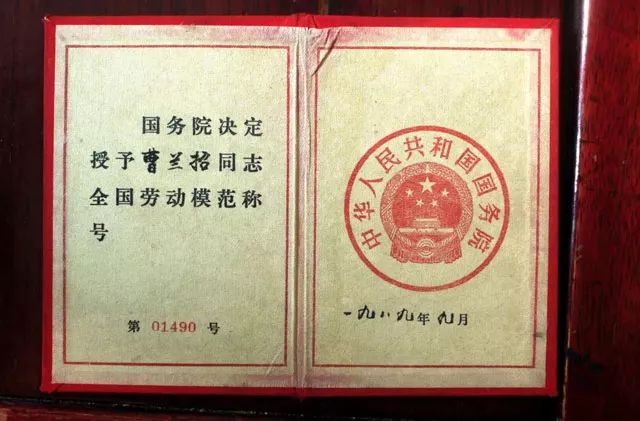 国务院决定
授予曹兰招同志
全国劳动模范称
号
第 01490 号
中华人民共和国国务院
一九八九年九月